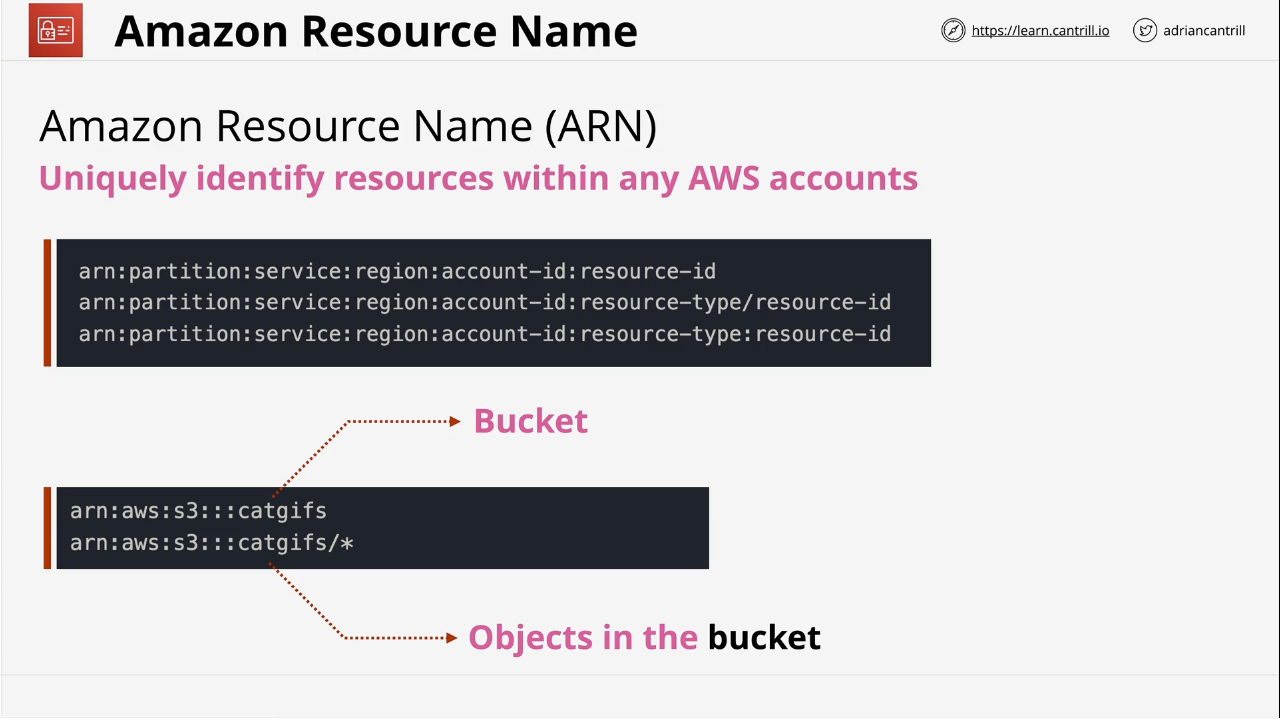 Amazon Resource Name
https://learn.cantrill.io
adriancantrill
Amazon Resource Name (ARN)
Uniquely identify resources within any AWS accounts
arn:partition:service:region:account-id:resource-id
arn:partition:service:region:account-id:resource-type/resource-id
arn:partition:service:region:account-id:resource-type:resource-id
Bucket
arn:aws:s3:::catgifs
arn:aws:s3:::catgifs/*
Objects in the bucket